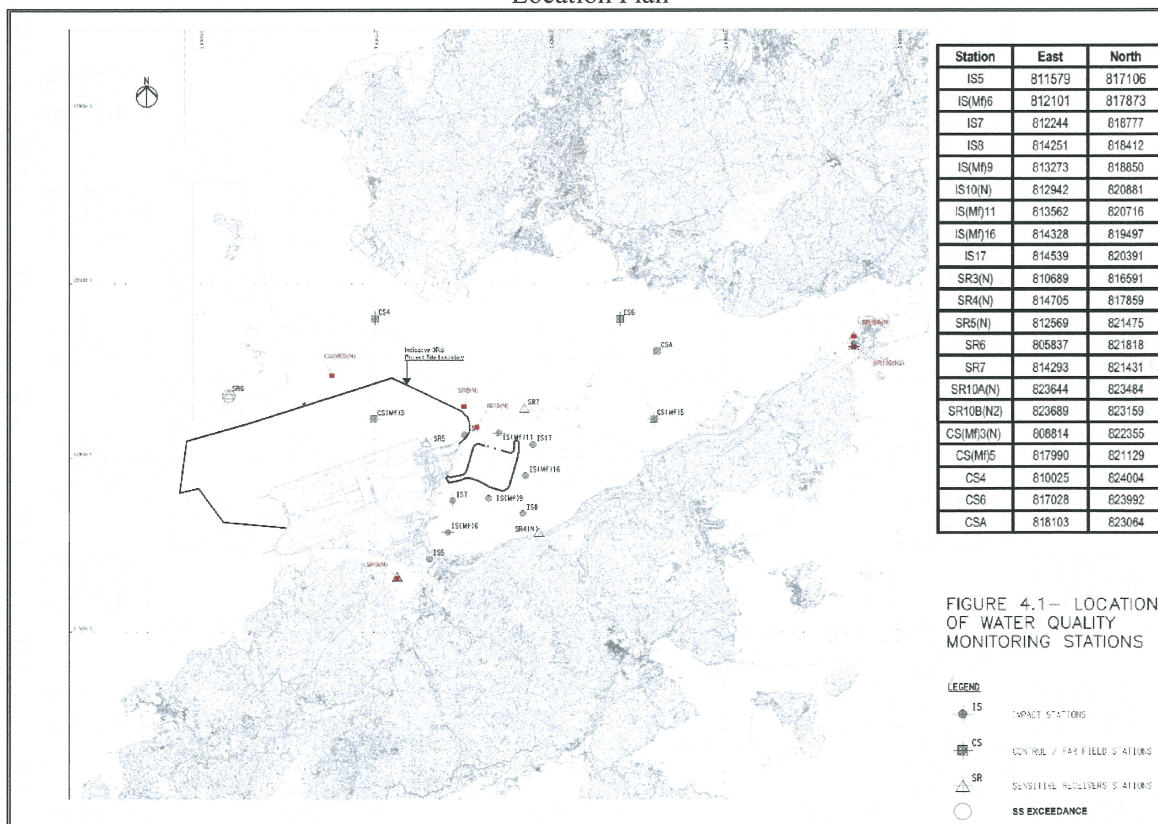 Location Plan
N
Station East North
IS5 811579 817106
IS(Mf)6 812101 817873
IS7 812244 818777
IS8 814251 818412
IS(Mf)9 813273 818850
IS10(N) 812942 820881
IS(Mf)11 813562 820716
IS(Mf)16 814328 819497
IS17 814539 820391
SR3(N) 810689 816591
SR4(N) 814705 817859
SR5(N) 812569 821475
SR6 805837 821818
SR7 814293 821431
SR10A(N) 823644 823484
SR10B(N2) 823689 823159
CS(Mf)3(N) 808814 822355
CS(Mf)5 817990 821129
CS4 810025 824004
CS6 817028 823992
CSA 818103 823064
CS4
CS6
CSA
Project Site Boundary
CS(Mf)3(N)
SR6
SR5(N)
IS10(N)
SR7
CS(Mf)3
CS(Mf)5
SR5
IS(Mf)11
IS17
IS(Mf)16
IS7
IS(Mf)9
IS8
IS(Mf)6
SR4(N)
IS5
SR3(N)
SR10A(N)
SR10B(N2)
FIGURE 4.1– LOCATION
OF WATER QUALITY
MONITORING STATIONS
LEGEND
IS IMPACT STATIONS
CS CONTROL / FAR FIELD STATIONS
SR SENSITIVE RECEIVERS STATIONS
SS EXCEEDANCE